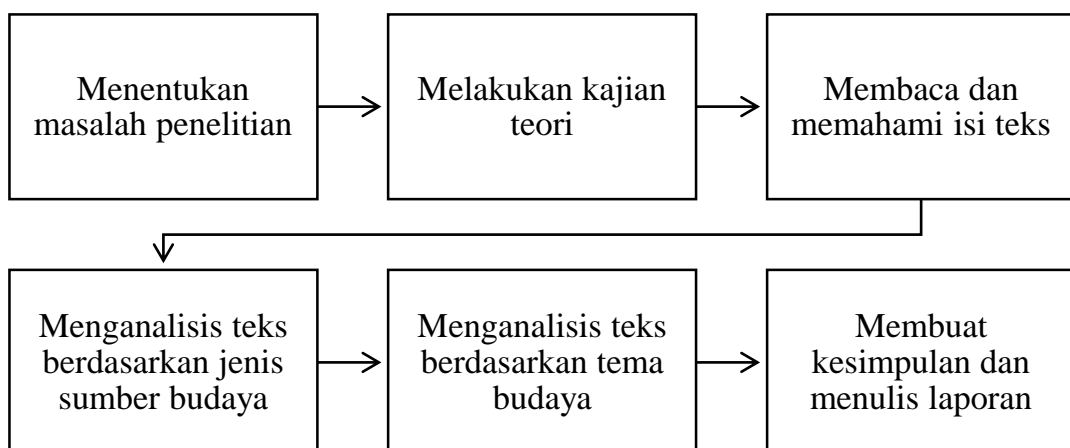 Menentukan
masalah penelitian
Melakukan kajian
teori
Membaca dan
memahami isi teks
Menganalisis teks
berdasarkan jenis
sumber budaya
Menganalisis teks
berdasarkan tema
budaya
Membuat
kesimpulan dan
menulis laporan